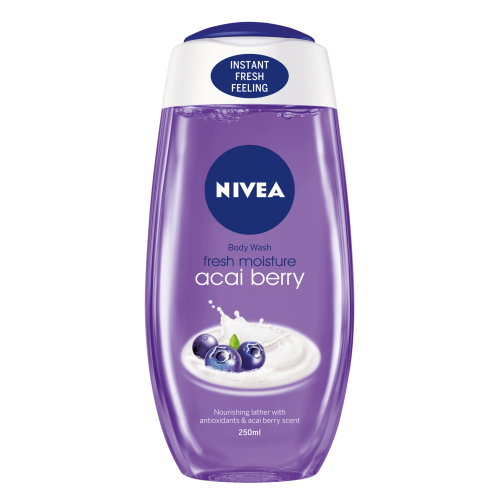 INSTANT
FRESH
FEELING
NIVEA
Body Wash
fresh moisture
acai berry
Nourishing lather with
antioxidants & acai berry scent
250ml